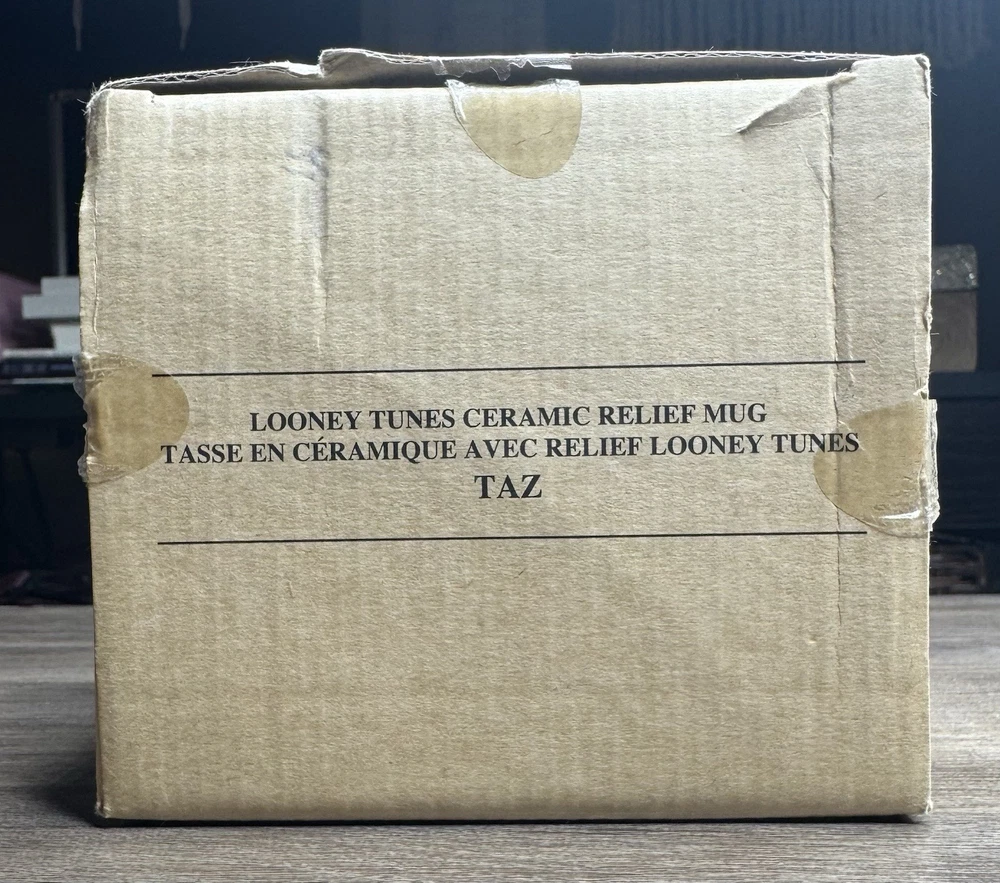 LOONEY TUNES CERAMIC RELIEF MUG
TASSE EN CÉRAMIQUE AVEC RELIEF LOONEY TUNES
TAZ